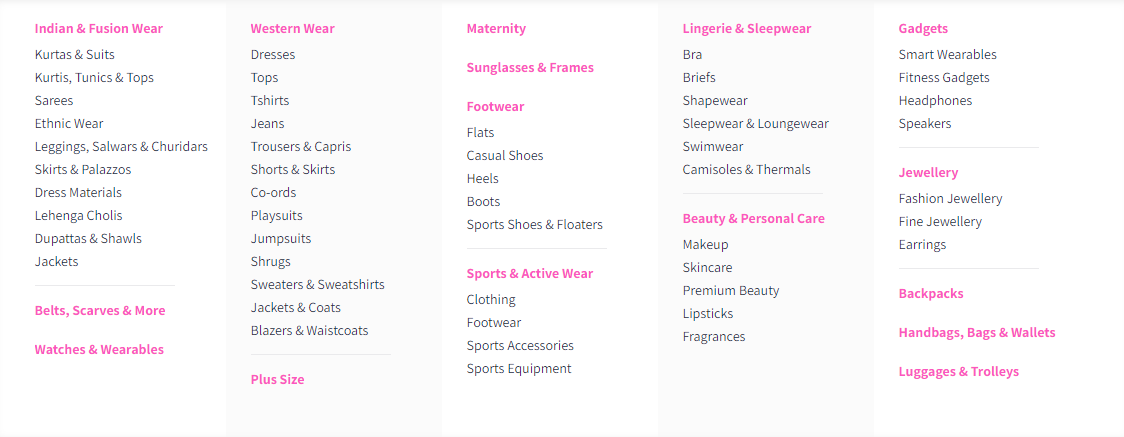 Indian & Fusion Wear
Kurtas & Suits
Kurtis, Tunics & Tops
Sarees
Ethnic Wear
Leggings, Salwars & Churidars
Skirts & Palazzos
Dress Materials
Lehenga Cholis
Dupattas & Shawls
Jackets
Belts, Scarves & More
Watches & Wearables
Western Wear
Dresses
Tops
Tshirts
Jeans
Trousers & Capris
Shorts & Skirts
Co-ords
Playsuits
Jumpsuits
Shrugs
Sweaters & Sweatshirts
Jackets & Coats
Blazers & Waistcoats
Plus Size
Maternity
Sunglasses & Frames
Footwear
Flats
Casual Shoes
Heels
Boots
Sports Shoes & Floaters
Sports & Active Wear
Clothing
Footwear
Sports Accessories
Sports Equipment
Lingerie & Sleepwear
Bra
Briefs
Shapewear
Sleepwear & Loungewear
Swimwear
Camisoles & Thermals
Beauty & Personal Care
Makeup
Skincare
Premium Beauty
Lipsticks
Fragrances
Gadgets
Smart Wearables
Fitness Gadgets
Headphones
Speakers
Jewellery
Fashion Jewellery
Fine Jewellery
Earrings
Backpacks
Handbags, Bags & Wallets
Luggages & Trolleys